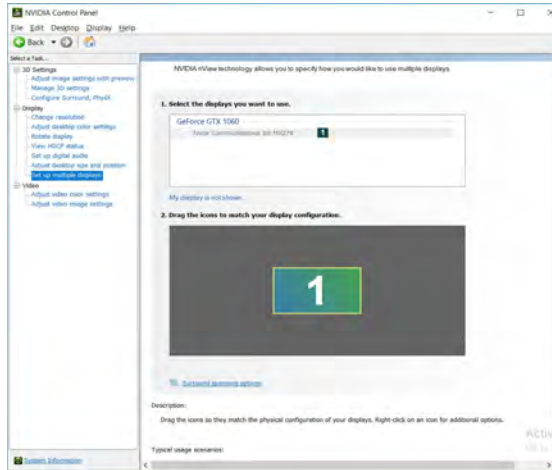 NVIDIA Control Panel
File Edit Desktop Display Help
Back
Select a Task...
3D Settings
Adjust image settings with preview
Manage 3D settings
Configure Surround, PhysX
Display
Change resolution
Adjust desktop color settings
Rotate display
View HDCP status
Set up digital audio
Adjust desktop size and position
Set up multiple displays
Video
Adjust video color settings
Adjust video image settings
System Information
NVIDIA nView technology allows you to specify how you would like to use multiple displays
1. Select the displays you want to use.
GeForce GTX 1060
1
My display is not shown
2. Drag the icons to match your display configuration.
1
Surround spanning options
Description:
Drag the icons so they match the physical configuration of your displays. Right-click on an icon for additional options.
Typical usage scenarios: